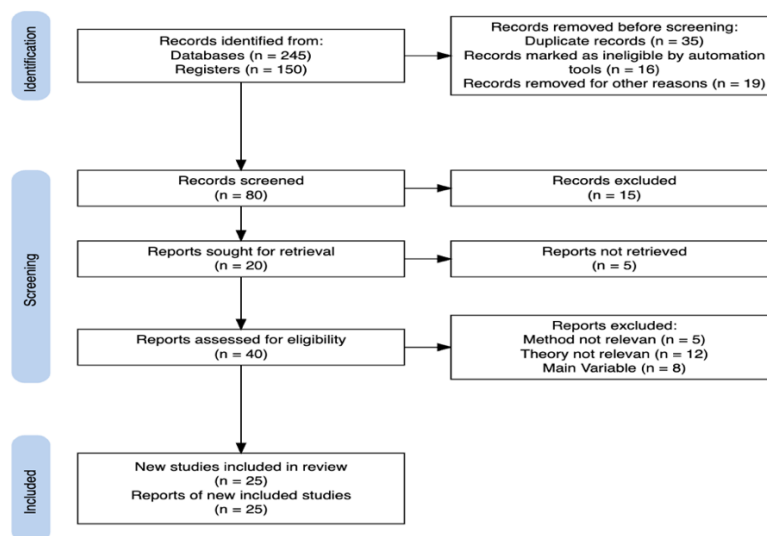 Identification
Records identified from:
Databases (n = 245)
Registers (n = 150)
Records removed before screening:
Duplicate records (n = 35)
Records marked as ineligible by automation
tools (n = 16)
Records removed for other reasons (n = 19)
Screening
Records screened
(n = 80)
Records excluded
(n = 15)
Reports sought for retrieval
(n = 20)
Reports not retrieved
(n = 5)
Reports assessed for eligibility
(n = 40)
Reports excluded:
Method not relevan (n = 5)
Theory not relevan (n = 12)
Main Variable (n = 8)
Included
New studies included in review
(n = 25)
Reports of new included studies
(n = 25)